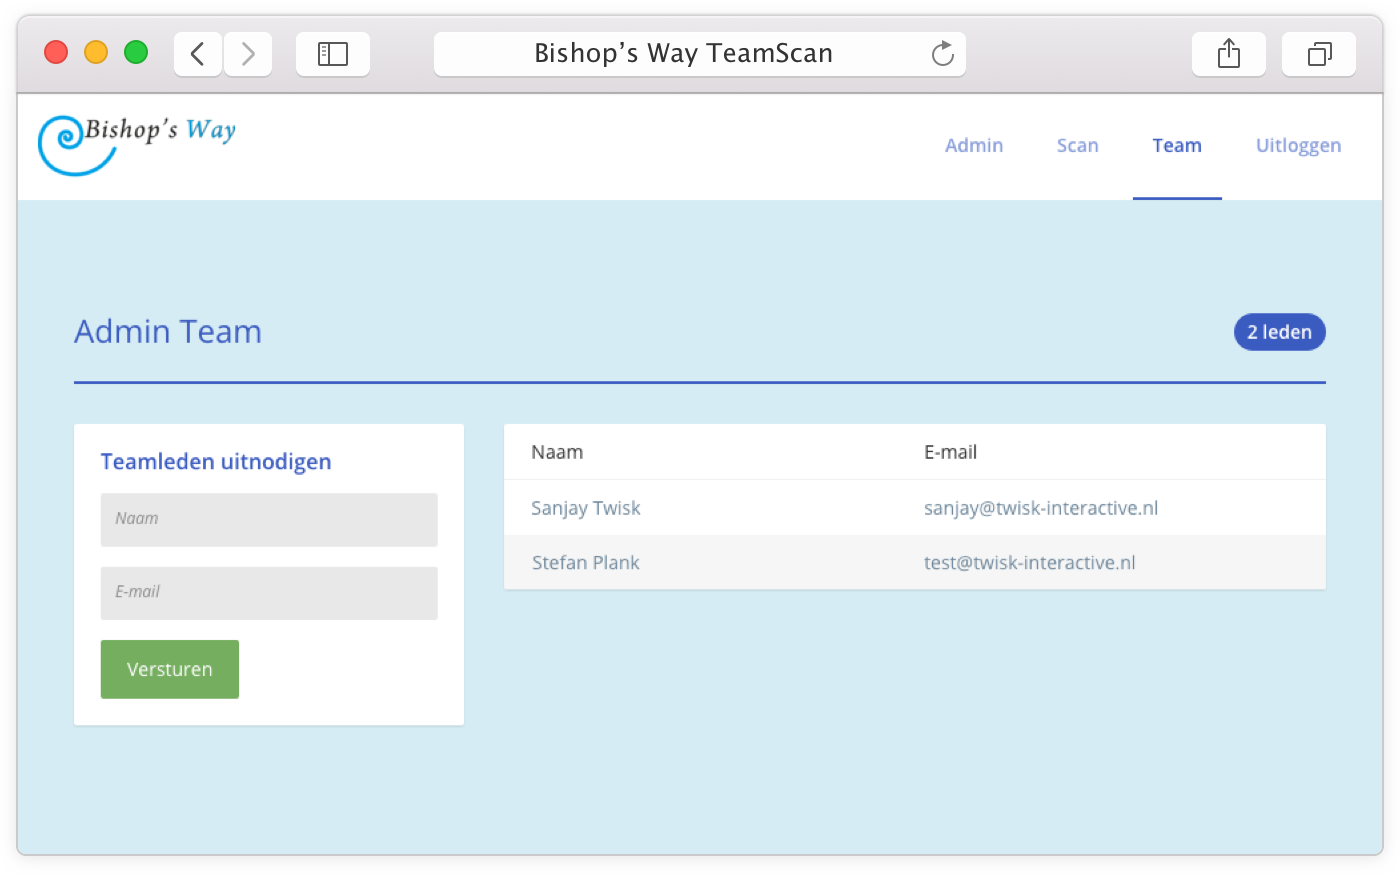 Bishop’s Way TeamScan
Bishop's Way
Admin Scan Team Uitloggen
Admin Team
2 leden
Teamleden uitnodigen
Naam
E-mail
Versturen
Naam E-mail
Sanjay Twisk sanjay@twisk-interactive.nl
Stefan Plank test@twisk-interactive.nl